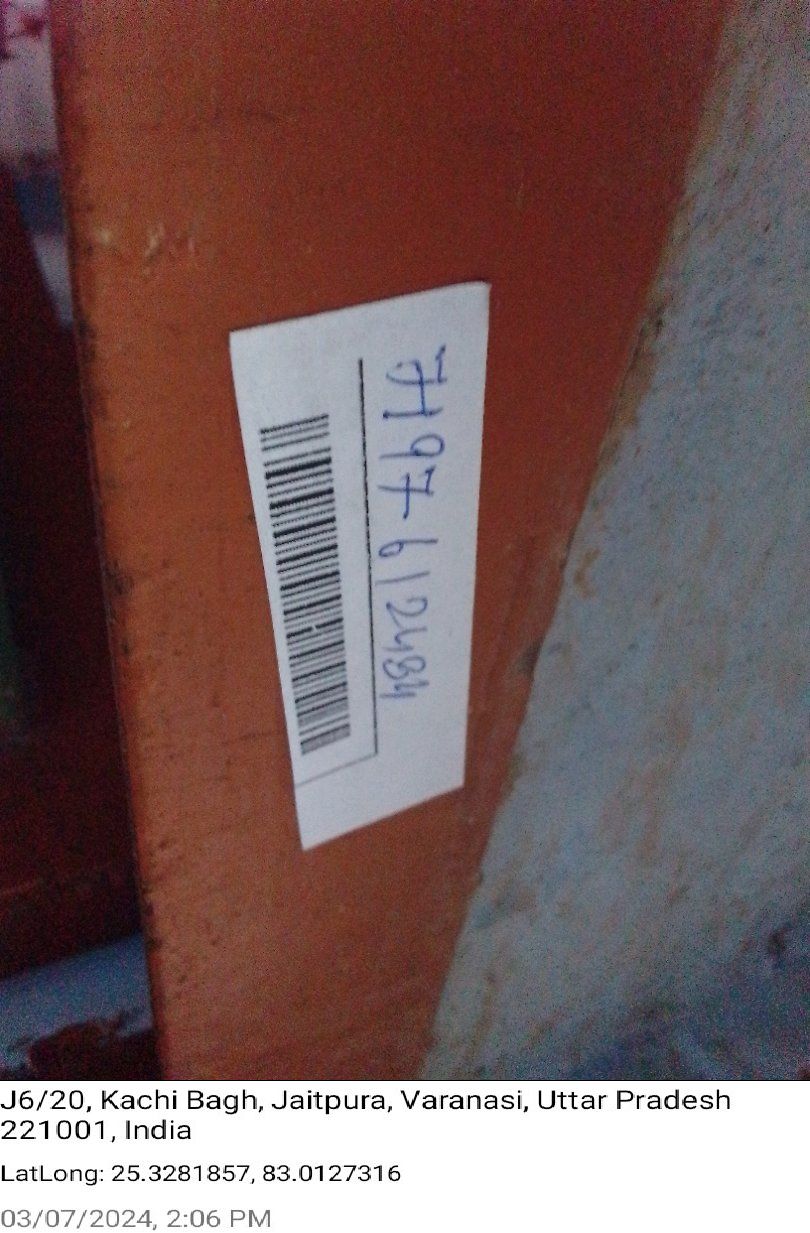 7197612484
J6/20, Kachi Bagh, Jaitpura, Varanasi, Uttar Pradesh
221001, India
LatLong: 25.3281857, 83.0127316
03/07/2024, 2:06 PM